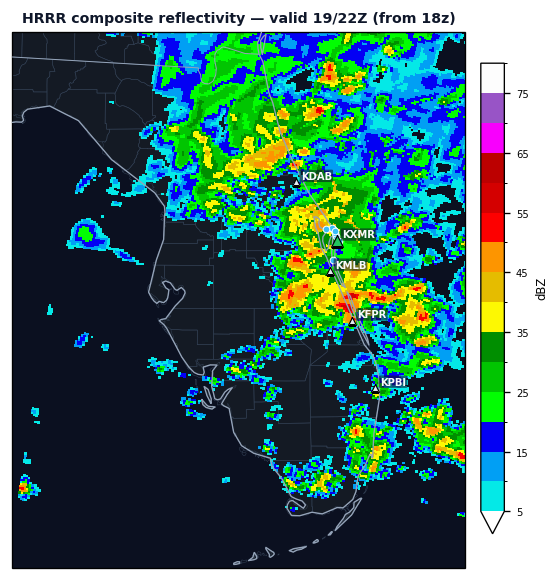 HRRR composite reflectivity — valid 19/22Z (from 18z)
75
65
55
45
35
25
15
5
dBZ
KDAB
KXMR
KMLB
KFPR
KPBI